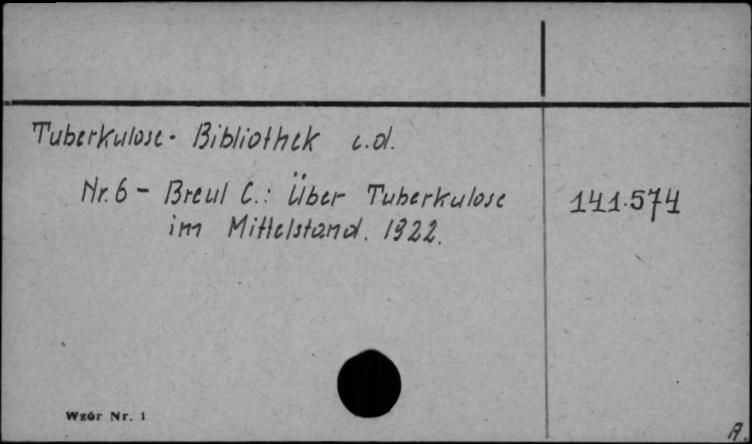 Tuberkulose - Bibliothek c.d.
Nr. 6 - Breul C.: Über Tuberkulose 141.574
im Mittelstand. 1922.
Wzór Nr. 1
A.